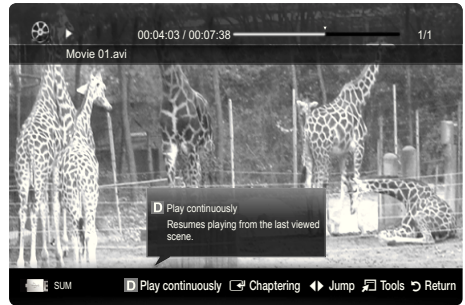 00:04:03 / 00:07:38 1/1
Movie 01.avi
D Play continuously
Resumes playing from the last viewed
scene.
SUM D Play continuously Chaptering Jump Tools Return